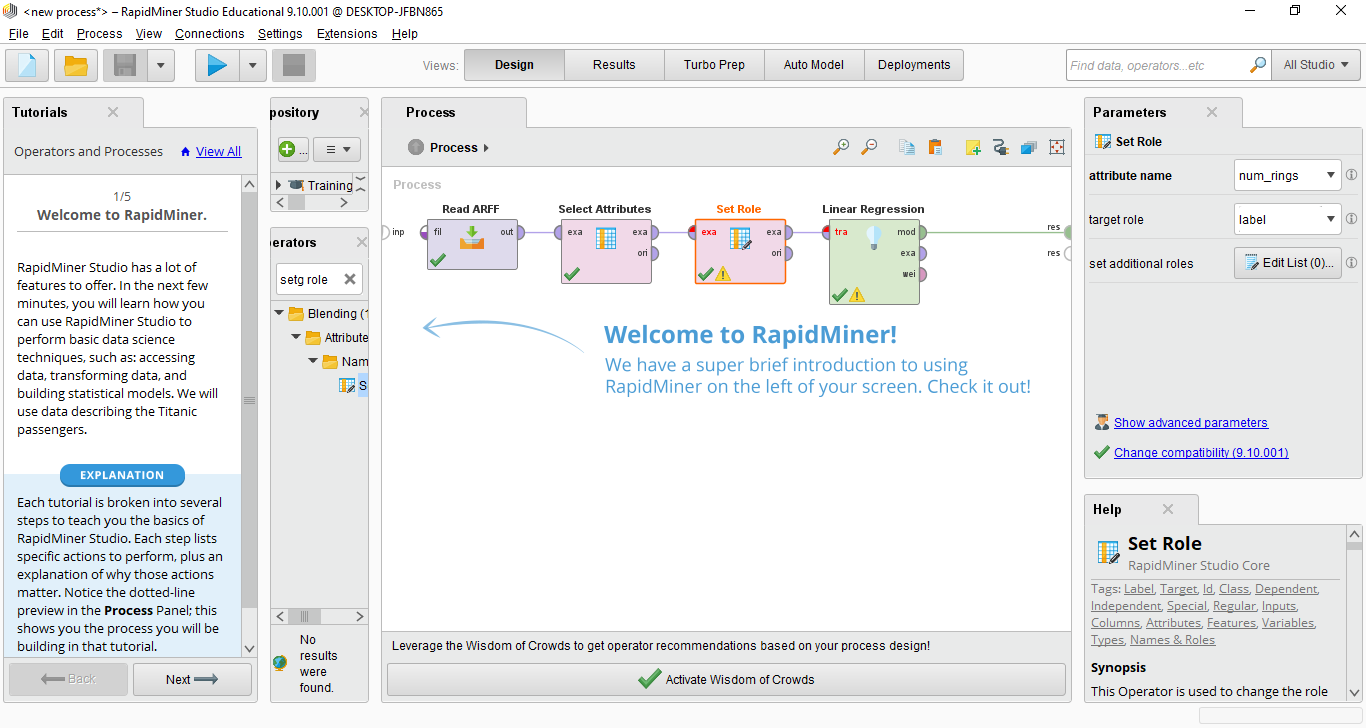 <new process*> – RapidMiner Studio Educational 9.10.001 @ DESKTOP-JFBN865
File Edit Process View Connections Settings Extensions Help
Views: Design Results Turbo Prep Auto Model Deployments
Find data, operators...etc
All Studio
Tutorials
Operators and Processes View All
1/5
Welcome to RapidMiner.
RapidMiner Studio has a lot of
features to offer. In the next few
minutes, you will learn how you
can use RapidMiner Studio to
perform basic data science
techniques, such as: accessing
data, transforming data, and
building statistical models. We will
use data describing the Titanic
passengers.
EXPLANATION
Each tutorial is broken into several
steps to teach you the basics of
RapidMiner Studio. Each step lists
specific actions to perform, plus an
explanation of why those actions
matter. Notice the dotted-line
preview in the Process Panel; this
shows you the process you will be
building in that tutorial.
Back Next
pository
...
Training
perators
setg role
Blending (1
Attribute
Nam
S
No
results
were
found.
Process
Process
Process
Read ARFF Select Attributes Set Role Linear Regression
inp fil out exa exa exa exa tra mod res
ori ori exa res
wei
Welcome to RapidMiner!
We have a super brief introduction to using
RapidMiner on the left of your screen. Check it out!
Leverage the Wisdom of Crowds to get operator recommendations based on your process design!
Activate Wisdom of Crowds
Parameters
Set Role
attribute name num_rings
target role label
set additional roles Edit List (0)...
Show advanced parameters
Change compatibility (9.10.001)
Help
Set Role
RapidMiner Studio Core
Tags: Label, Target, Id, Class, Dependent,
Independent, Special, Regular, Inputs,
Columns, Attributes, Features, Variables,
Types, Names & Roles
Synopsis
This Operator is used to change the role